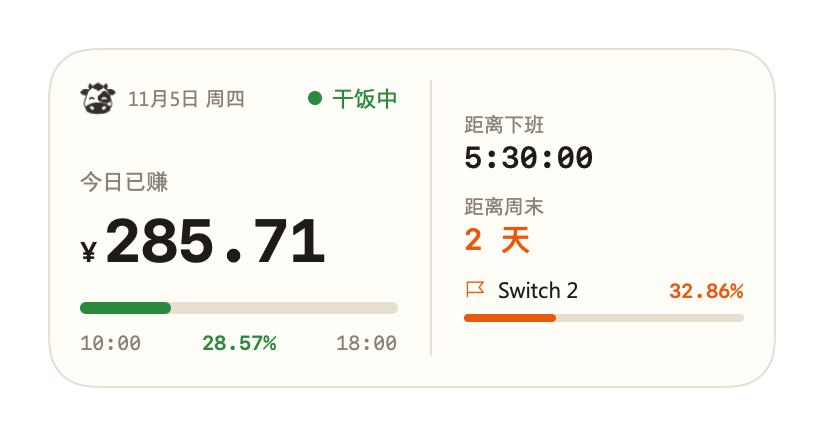 11月5日 周四
干饭中
今日已赚
¥285.71
10:00 28.57% 18:00
距离下班
5:30:00
距离周末
2 天
Switch 2 32.86%